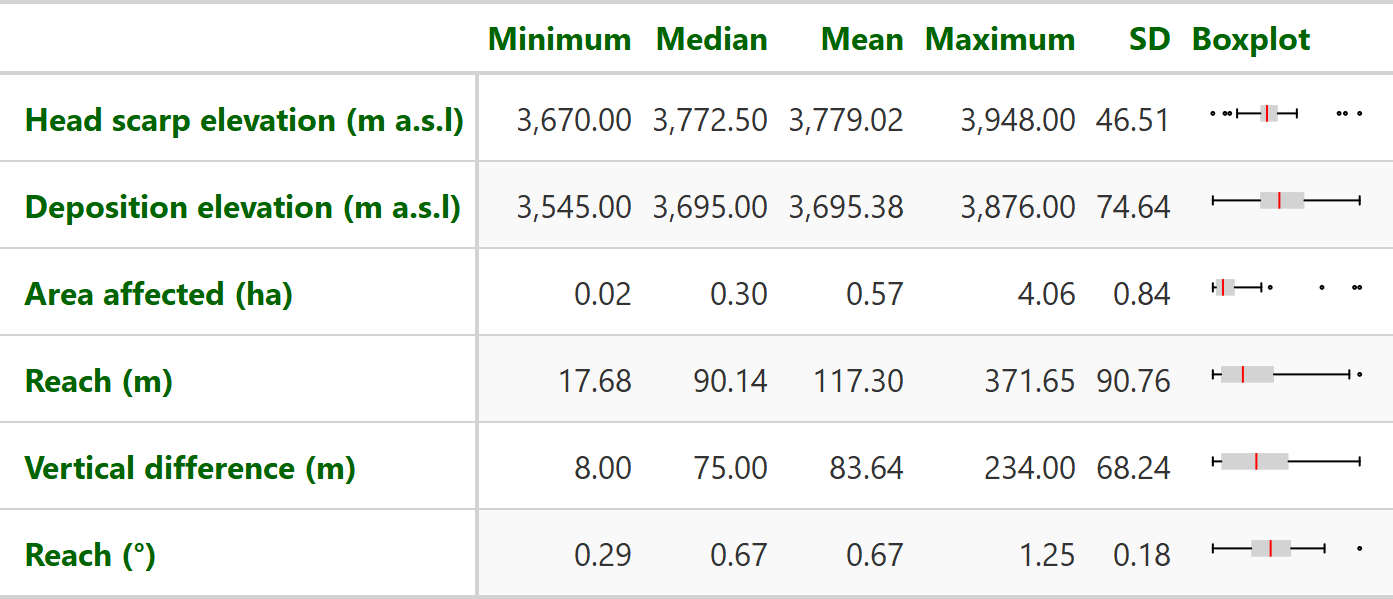 Minimum Median Mean Maximum SD Boxplot
Head scarp elevation (m a.s.l) 3,670.00 3,772.50 3,779.02 3,948.00 46.51
Deposition elevation (m a.s.l) 3,545.00 3,695.00 3,695.38 3,876.00 74.64
Area affected (ha) 0.02 0.30 0.57 4.06 0.84
Reach (m) 17.68 90.14 117.30 371.65 90.76
Vertical difference (m) 8.00 75.00 83.64 234.00 68.24
Reach (°) 0.29 0.67 0.67 1.25 0.18